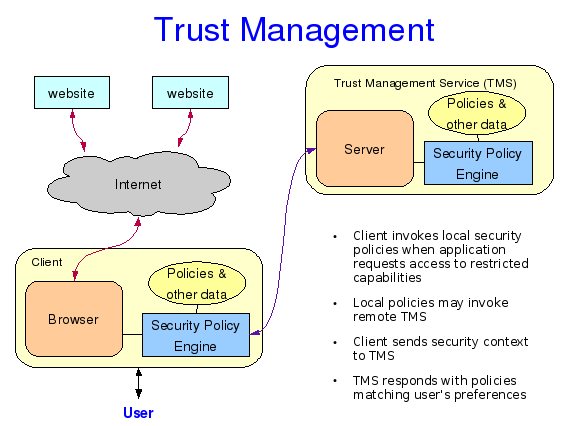 Trust Management
website
website
Internet
Trust Management Service (TMS)
Policies &
other data
Server
Security Policy
Engine
Client
Policies &
other data
Browser
Security Policy
Engine
User
• Client invokes local security
policies when application
requests access to restricted
capabilities
• Local policies may invoke
remote TMS
• Client sends security context
to TMS
• TMS responds with policies
matching user's preferences